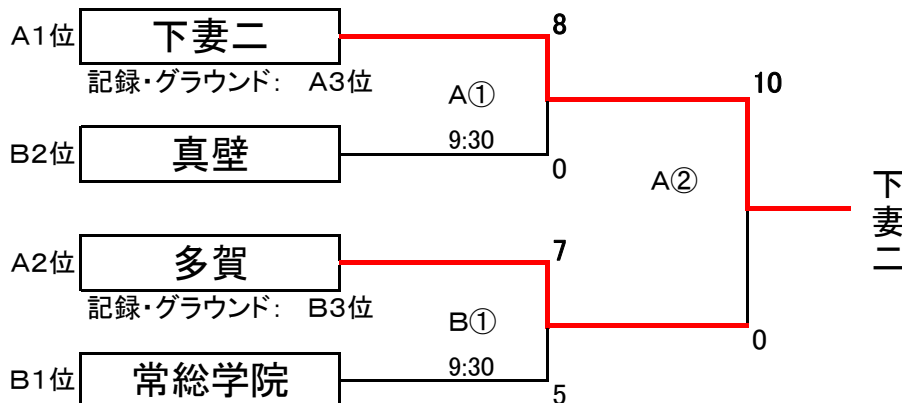 A1位 下妻二 8
記録・グラウンド： A3位
A① 10
9:30
B2位 真壁 0
A②
下妻二
A2位 多賀 7
記録・グラウンド： B3位
B①
0
9:30
B1位 常総学院 5